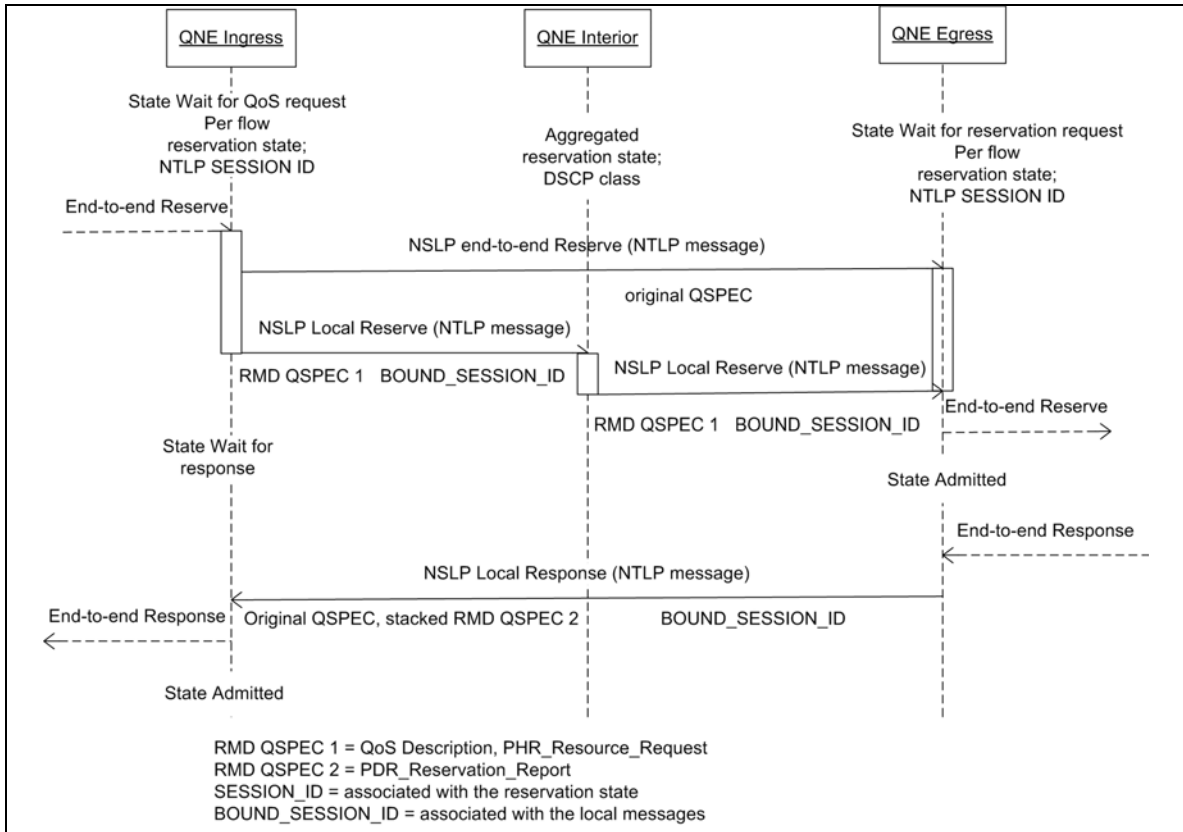 QNE Ingress
QNE Interior
QNE Egress
State Wait for QoS request
Per flow
reservation state;
NTLP SESSION ID
Aggregated
reservation state;
DSCP class
State Wait for reservation request
Per flow
reservation state;
NTLP SESSION ID
End-to-end Reserve
NSLP end-to-end Reserve (NTLP message)
original QSPEC
NSLP Local Reserve (NTLP message)
RMD QSPEC 1 BOUND_SESSION_ID
NSLP Local Reserve (NTLP message)
RMD QSPEC 1 BOUND_SESSION_ID
End-to-end Reserve
State Wait for
response
State Admitted
End-to-end Response
NSLP Local Response (NTLP message)
End-to-end Response
Original QSPEC, stacked RMD QSPEC 2 BOUND_SESSION_ID
State Admitted
RMD QSPEC 1 = QoS Description, PHR_Resource_Request
RMD QSPEC 2 = PDR_Reservation_Report
SESSION_ID = associated with the reservation state
BOUND_SESSION_ID = associated with the local messages